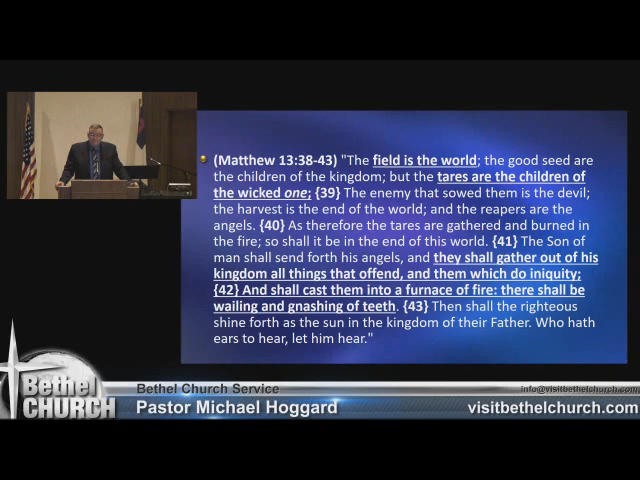 (Matthew 13:38-43) "The field is the world; the good seed are
the children of the kingdom; but the tares are the children of
the wicked one; {39} The enemy that sowed them is the devil;
the harvest is the end of the world; and the reapers are the
angels. {40} As therefore the tares are gathered and burned in
the fire; so shall it be in the end of this world. {41} The Son of
man shall send forth his angels, and they shall gather out of his
kingdom all things that offend, and them which do iniquity;
{42} And shall cast them into a furnace of fire: there shall be
wailing and gnashing of teeth. {43} Then shall the righteous
shine forth as the sun in the kingdom of their Father. Who hath
ears to hear, let him hear."
Bethel
CHURCH
Bethel Church Service
info@visitbethelchurch.com
Pastor Michael Hoggard
visitbethelchurch.com